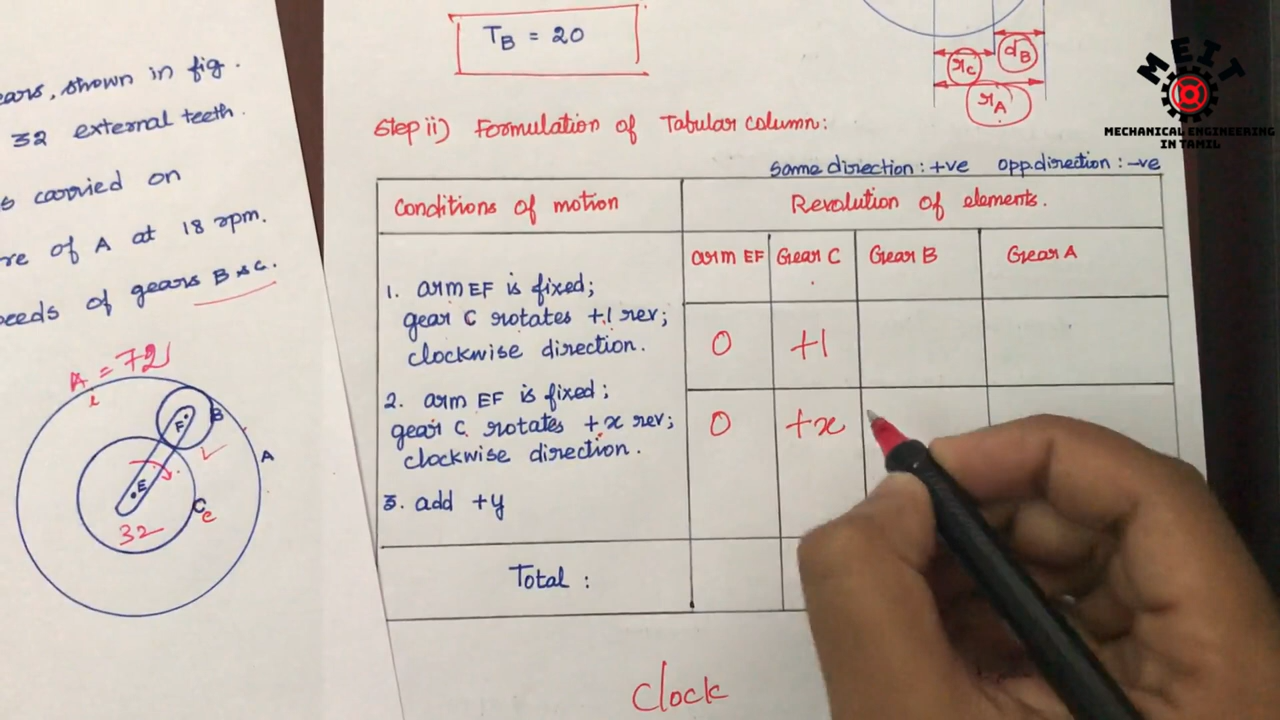 ears, shown in fig.
32 external teeth.
s carried on
re of A at 18 rpm.
peeds of gears B & C.
A = 72
F
B
A
E
C
e
32
TB = 20
rC
dB
rA
MEIT
MECHANICAL ENGINEERING
IN TAMIL
Step ii) Formulation of Tabular column:
same direction: +ve opp.direction: -ve
Conditions of motion
Revolution of elements.
arm EF Gear C Gear B Gear A
1. arm EF is fixed;
gear C rotates +1 rev;
clockwise direction.
0 +1
2. arm EF is fixed;
gear C rotates +x rev;
clockwise direction.
0 +x
3. add +y
Total :
Clock